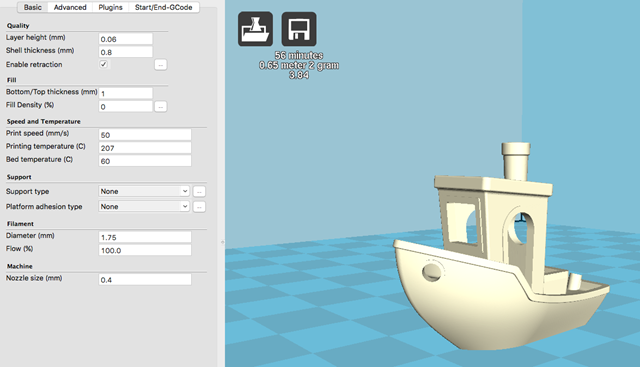 Basic Advanced Plugins Start/End-GCode
Quality
Layer height (mm) 0.06
Shell thickness (mm) 0.8
Enable retraction ...
Fill
Bottom/Top thickness (mm) 1
Fill Density (%) 0 ...
Speed and Temperature
Print speed (mm/s) 50
Printing temperature (C) 207
Bed temperature (C) 60
Support
Support type None ...
Platform adhesion type None ...
Filament
Diameter (mm) 1.75
Flow (%) 100.0
Machine
Nozzle size (mm) 0.4
56 minutes
0.65 meter 2 gram
3.84